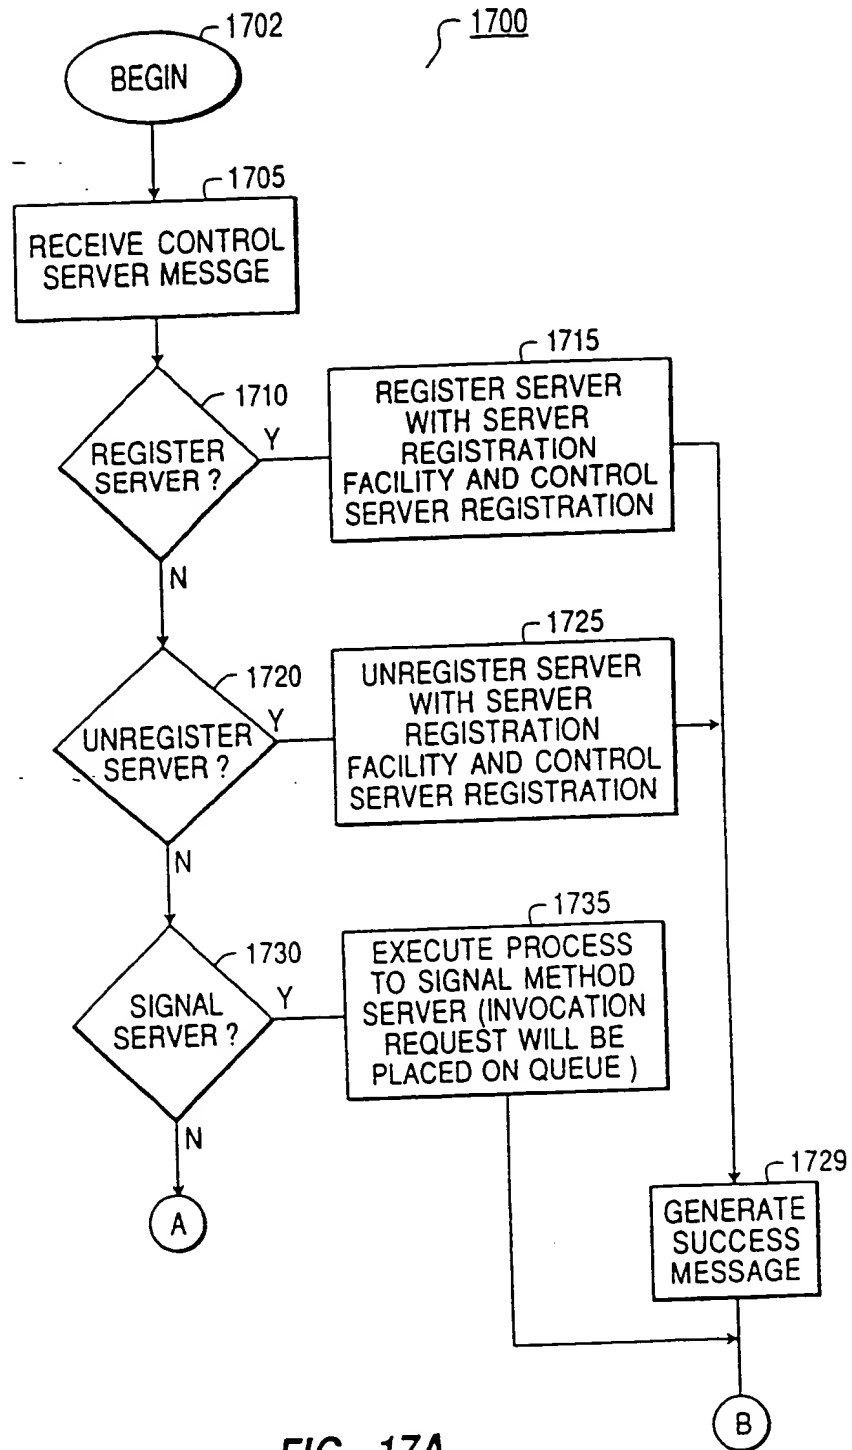 1702
1700
BEGIN
1705
RECEIVE CONTROL
SERVER MESSGE
1710
REGISTER
SERVER ?
Y
N
1715
REGISTER SERVER
WITH SERVER
REGISTRATION
FACILITY AND CONTROL
SERVER REGISTRATION
1720
UNREGISTER
SERVER ?
Y
N
1725
UNREGISTER SERVER
WITH SERVER
REGISTRATION
FACILITY AND CONTROL
SERVER REGISTRATION
1730
SIGNAL
SERVER ?
Y
N
1735
EXECUTE PROCESS
TO SIGNAL METHOD
SERVER (INVOCATION
REQUEST WILL BE
PLACED ON QUEUE )
A
1729
GENERATE
SUCCESS
MESSAGE
B
FIG. 17A